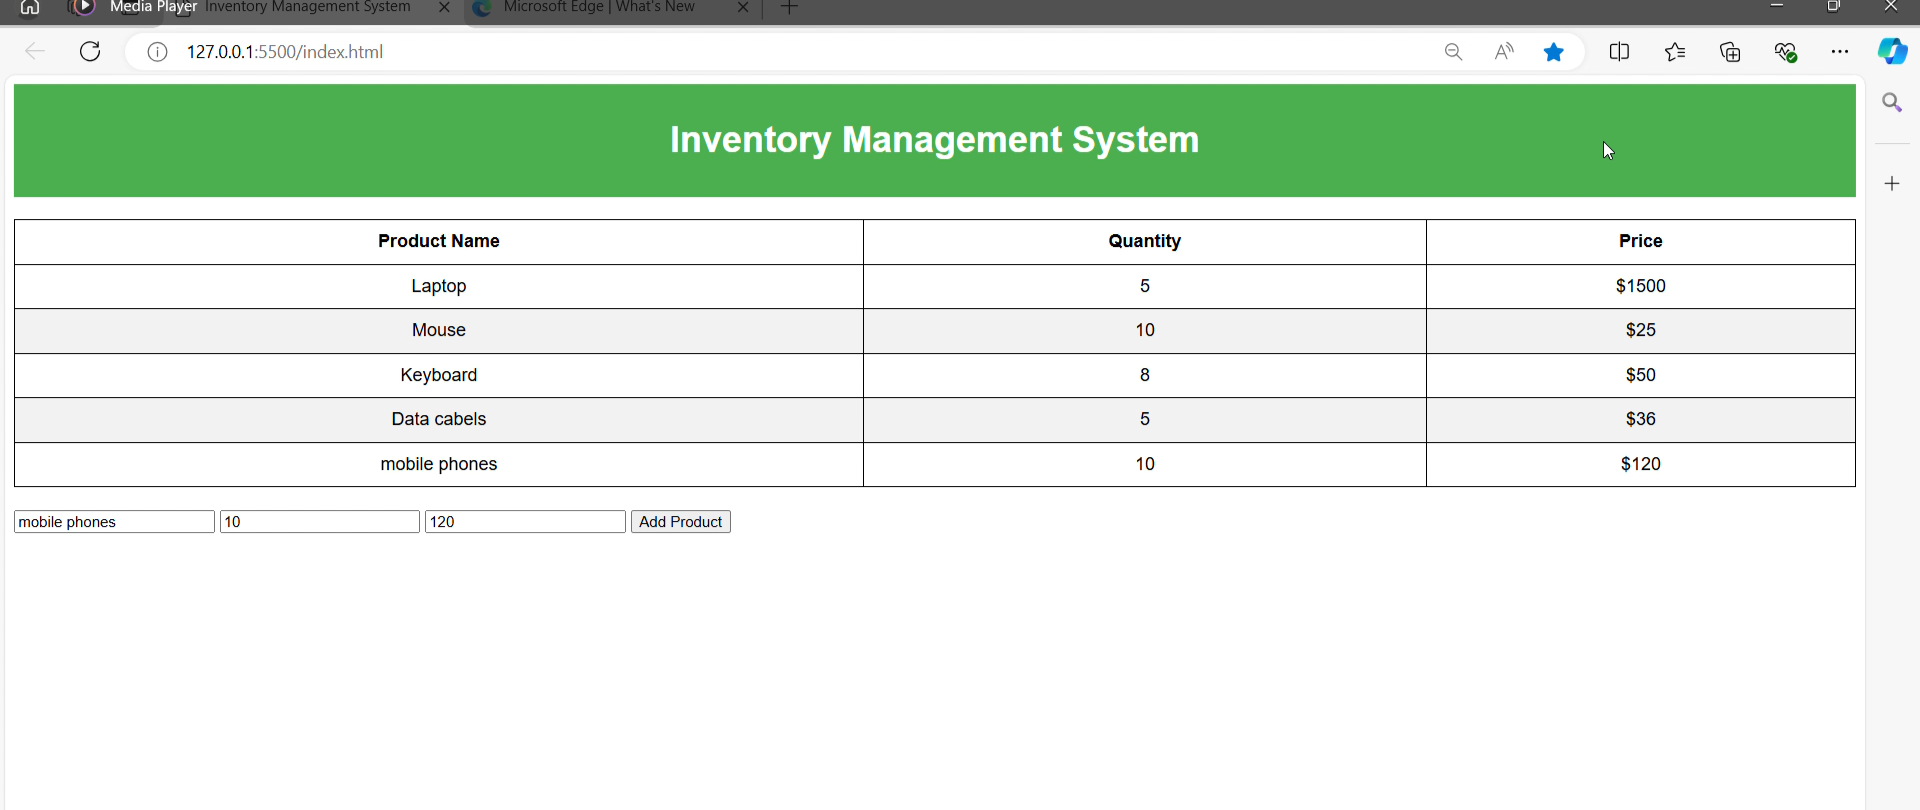 Media Player Inventory Management System Microsoft Edge | What's New
127.0.0.1:5500/index.html
Inventory Management System
Product Name Quantity Price
Laptop 5 $1500
Mouse 10 $25
Keyboard 8 $50
Data cabels 5 $36
mobile phones 10 $120
mobile phones 10 120 Add Product